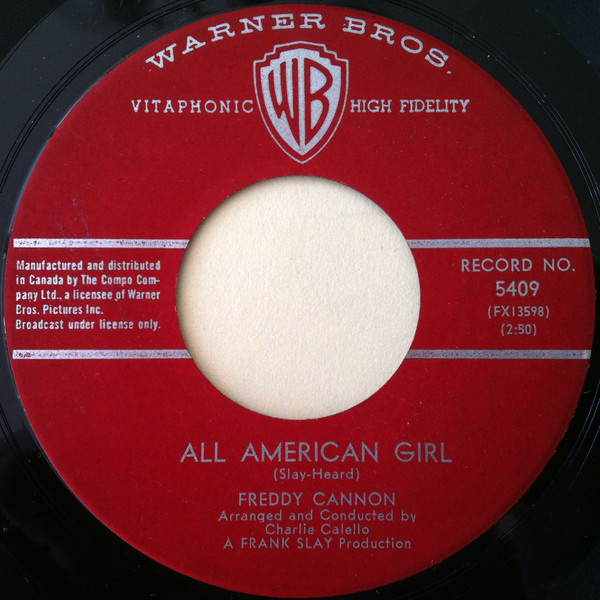 WARNER BROS.
VITAPHONIC WB HIGH FIDELITY
Manufactured and distributed
in Canada by The Compo Com-
pany Ltd., a licensee of Warner
Bros. Pictures Inc.
Broadcast under license only.
RECORD NO.
5409
(FX13598)
(2:50)
ALL AMERICAN GIRL
(Slay-Heard)
FREDDY CANNON
Arranged and Conducted by
Charlie Calello
A FRANK SLAY Production